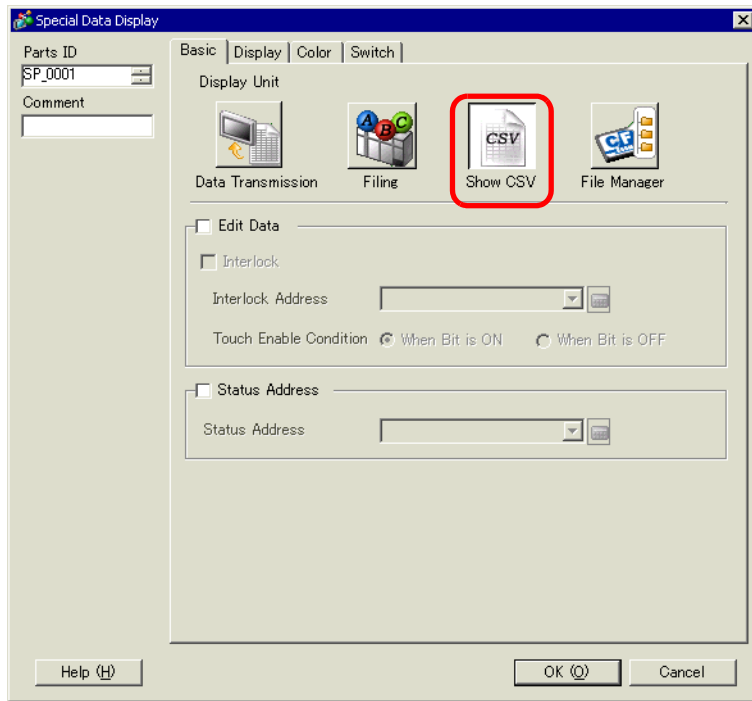 Special Data Display
Parts ID
SP_0001
Comment
Basic Display Color Switch
Display Unit
A B C
CSV
CF
Data Transmission Filing Show CSV File Manager
Edit Data
Interlock
Interlock Address
Touch Enable Condition When Bit is ON When Bit is OFF
Status Address
Status Address
Help (H) OK (O) Cancel